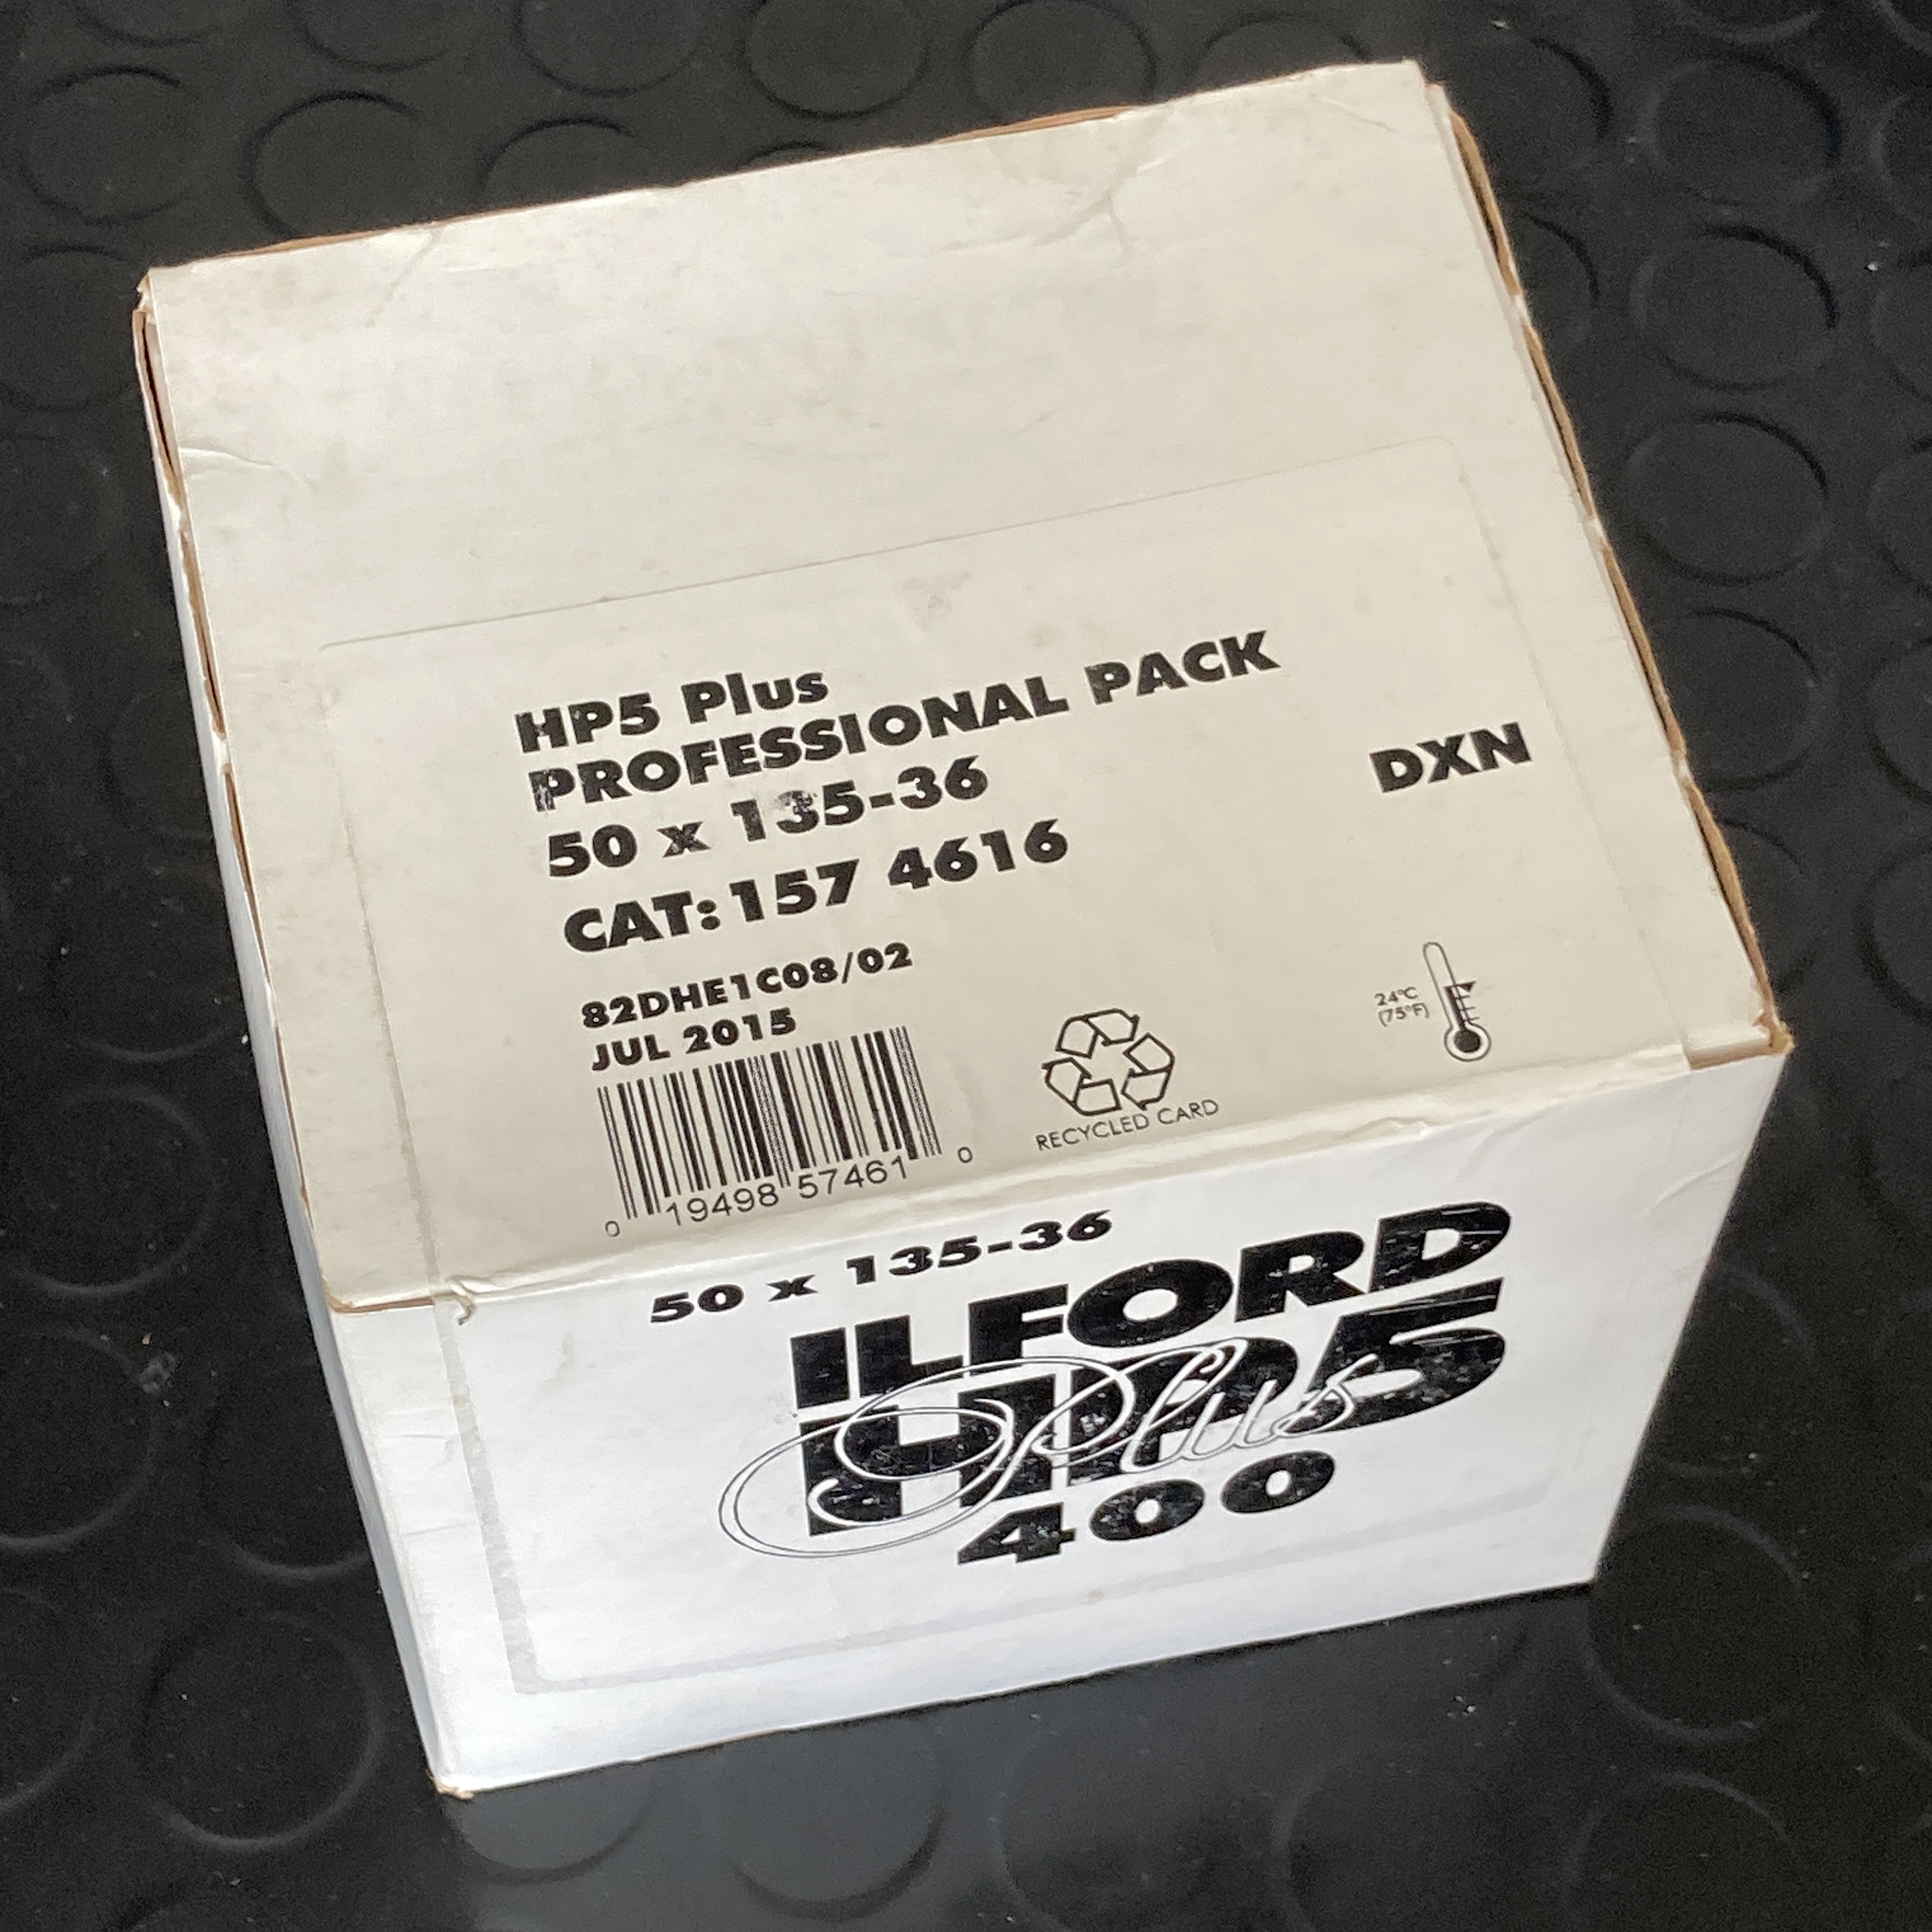 HP5 Plus
PROFESSIONAL PACK
50 x 135-36
DXN
CAT: 157 4616
82DHE1C08/02
JUL 2015
24°C
(75°F)
RECYCLED CARD
0 19498 57461 0
50 x 135-36
ILFORD
HP5
Plus
400